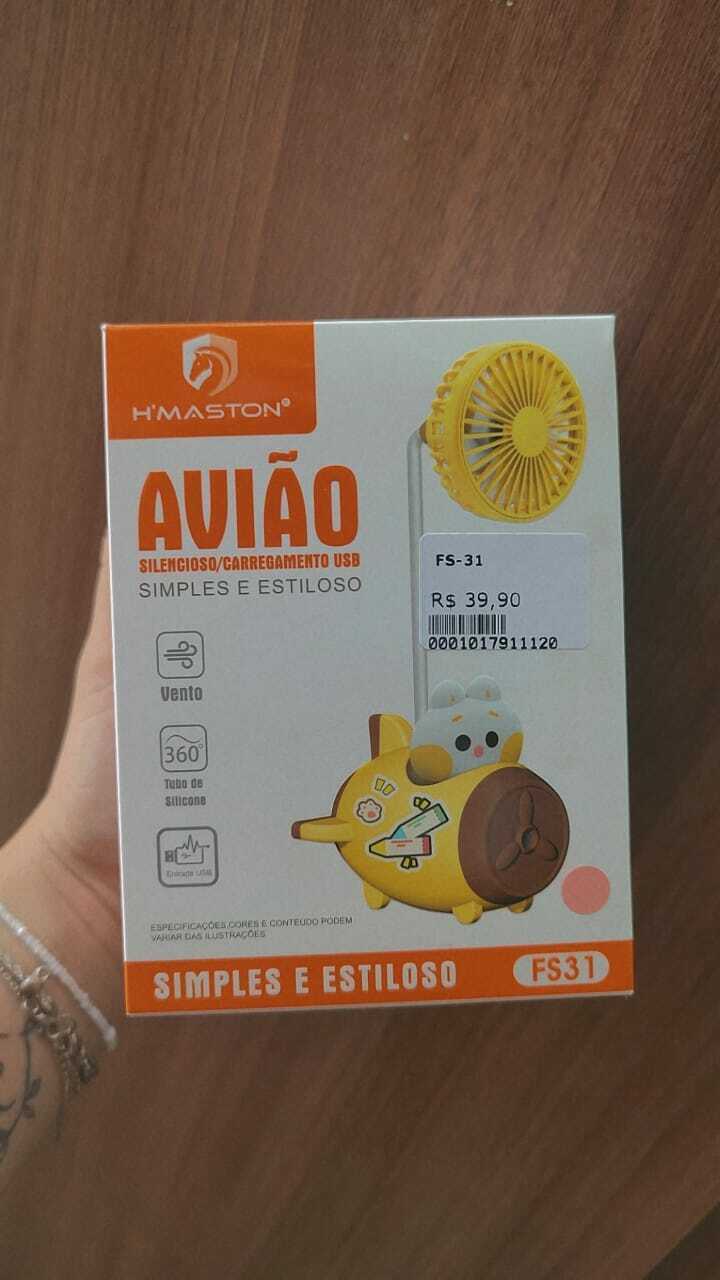 H'MASTON®
AVIÃO
SILENCIOSO/CARREGAMENTO USB
SIMPLES E ESTILOSO
FS-31
R$ 39,90
0001017911120
Vento
360°
Tubo de
Silicone
Entrada USB
ESPECIFICAÇÕES,CORES E CONTEÚDO PODEM
VARIAR DAS ILUSTRAÇÕES
SIMPLES E ESTILOSO
FS31